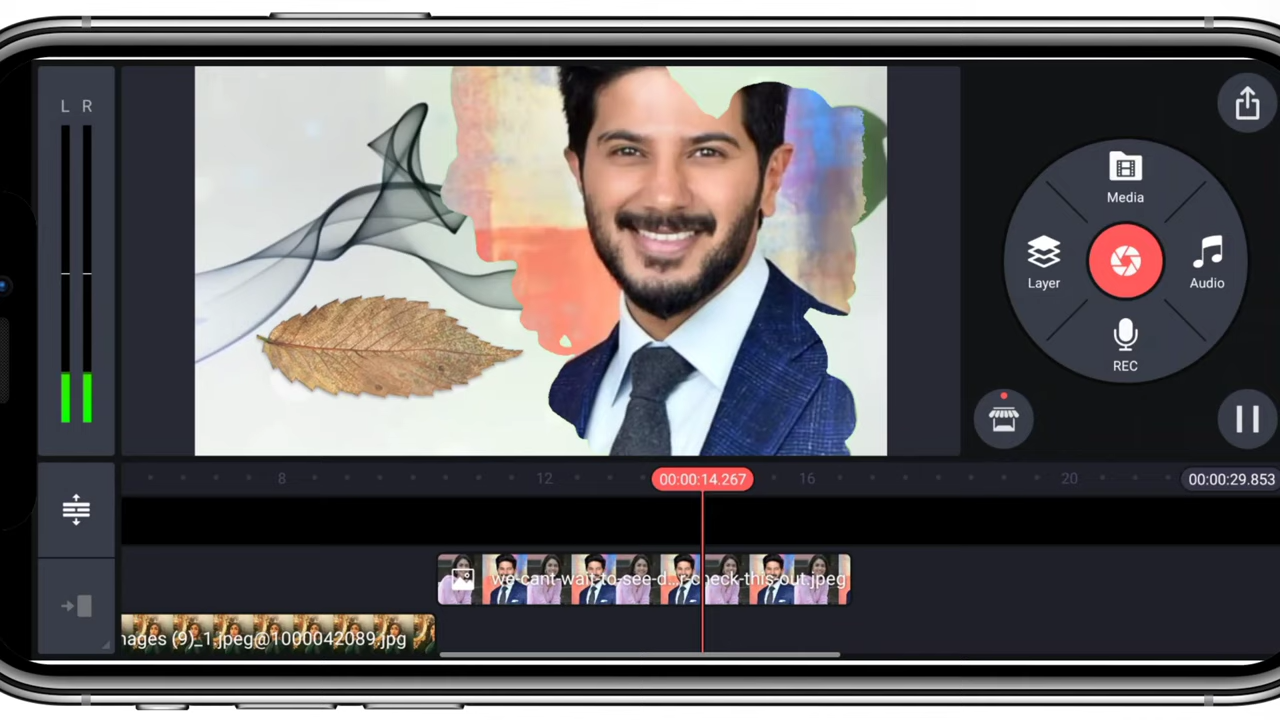 L R
Media
Layer
Audio
REC
8 12 00:00:14.267 16 20 00:00:29.853
we-cant-wait-to-see-d...r-check-this-out.jpeg
nages (9)_1.jpeg@1000042089.jpg